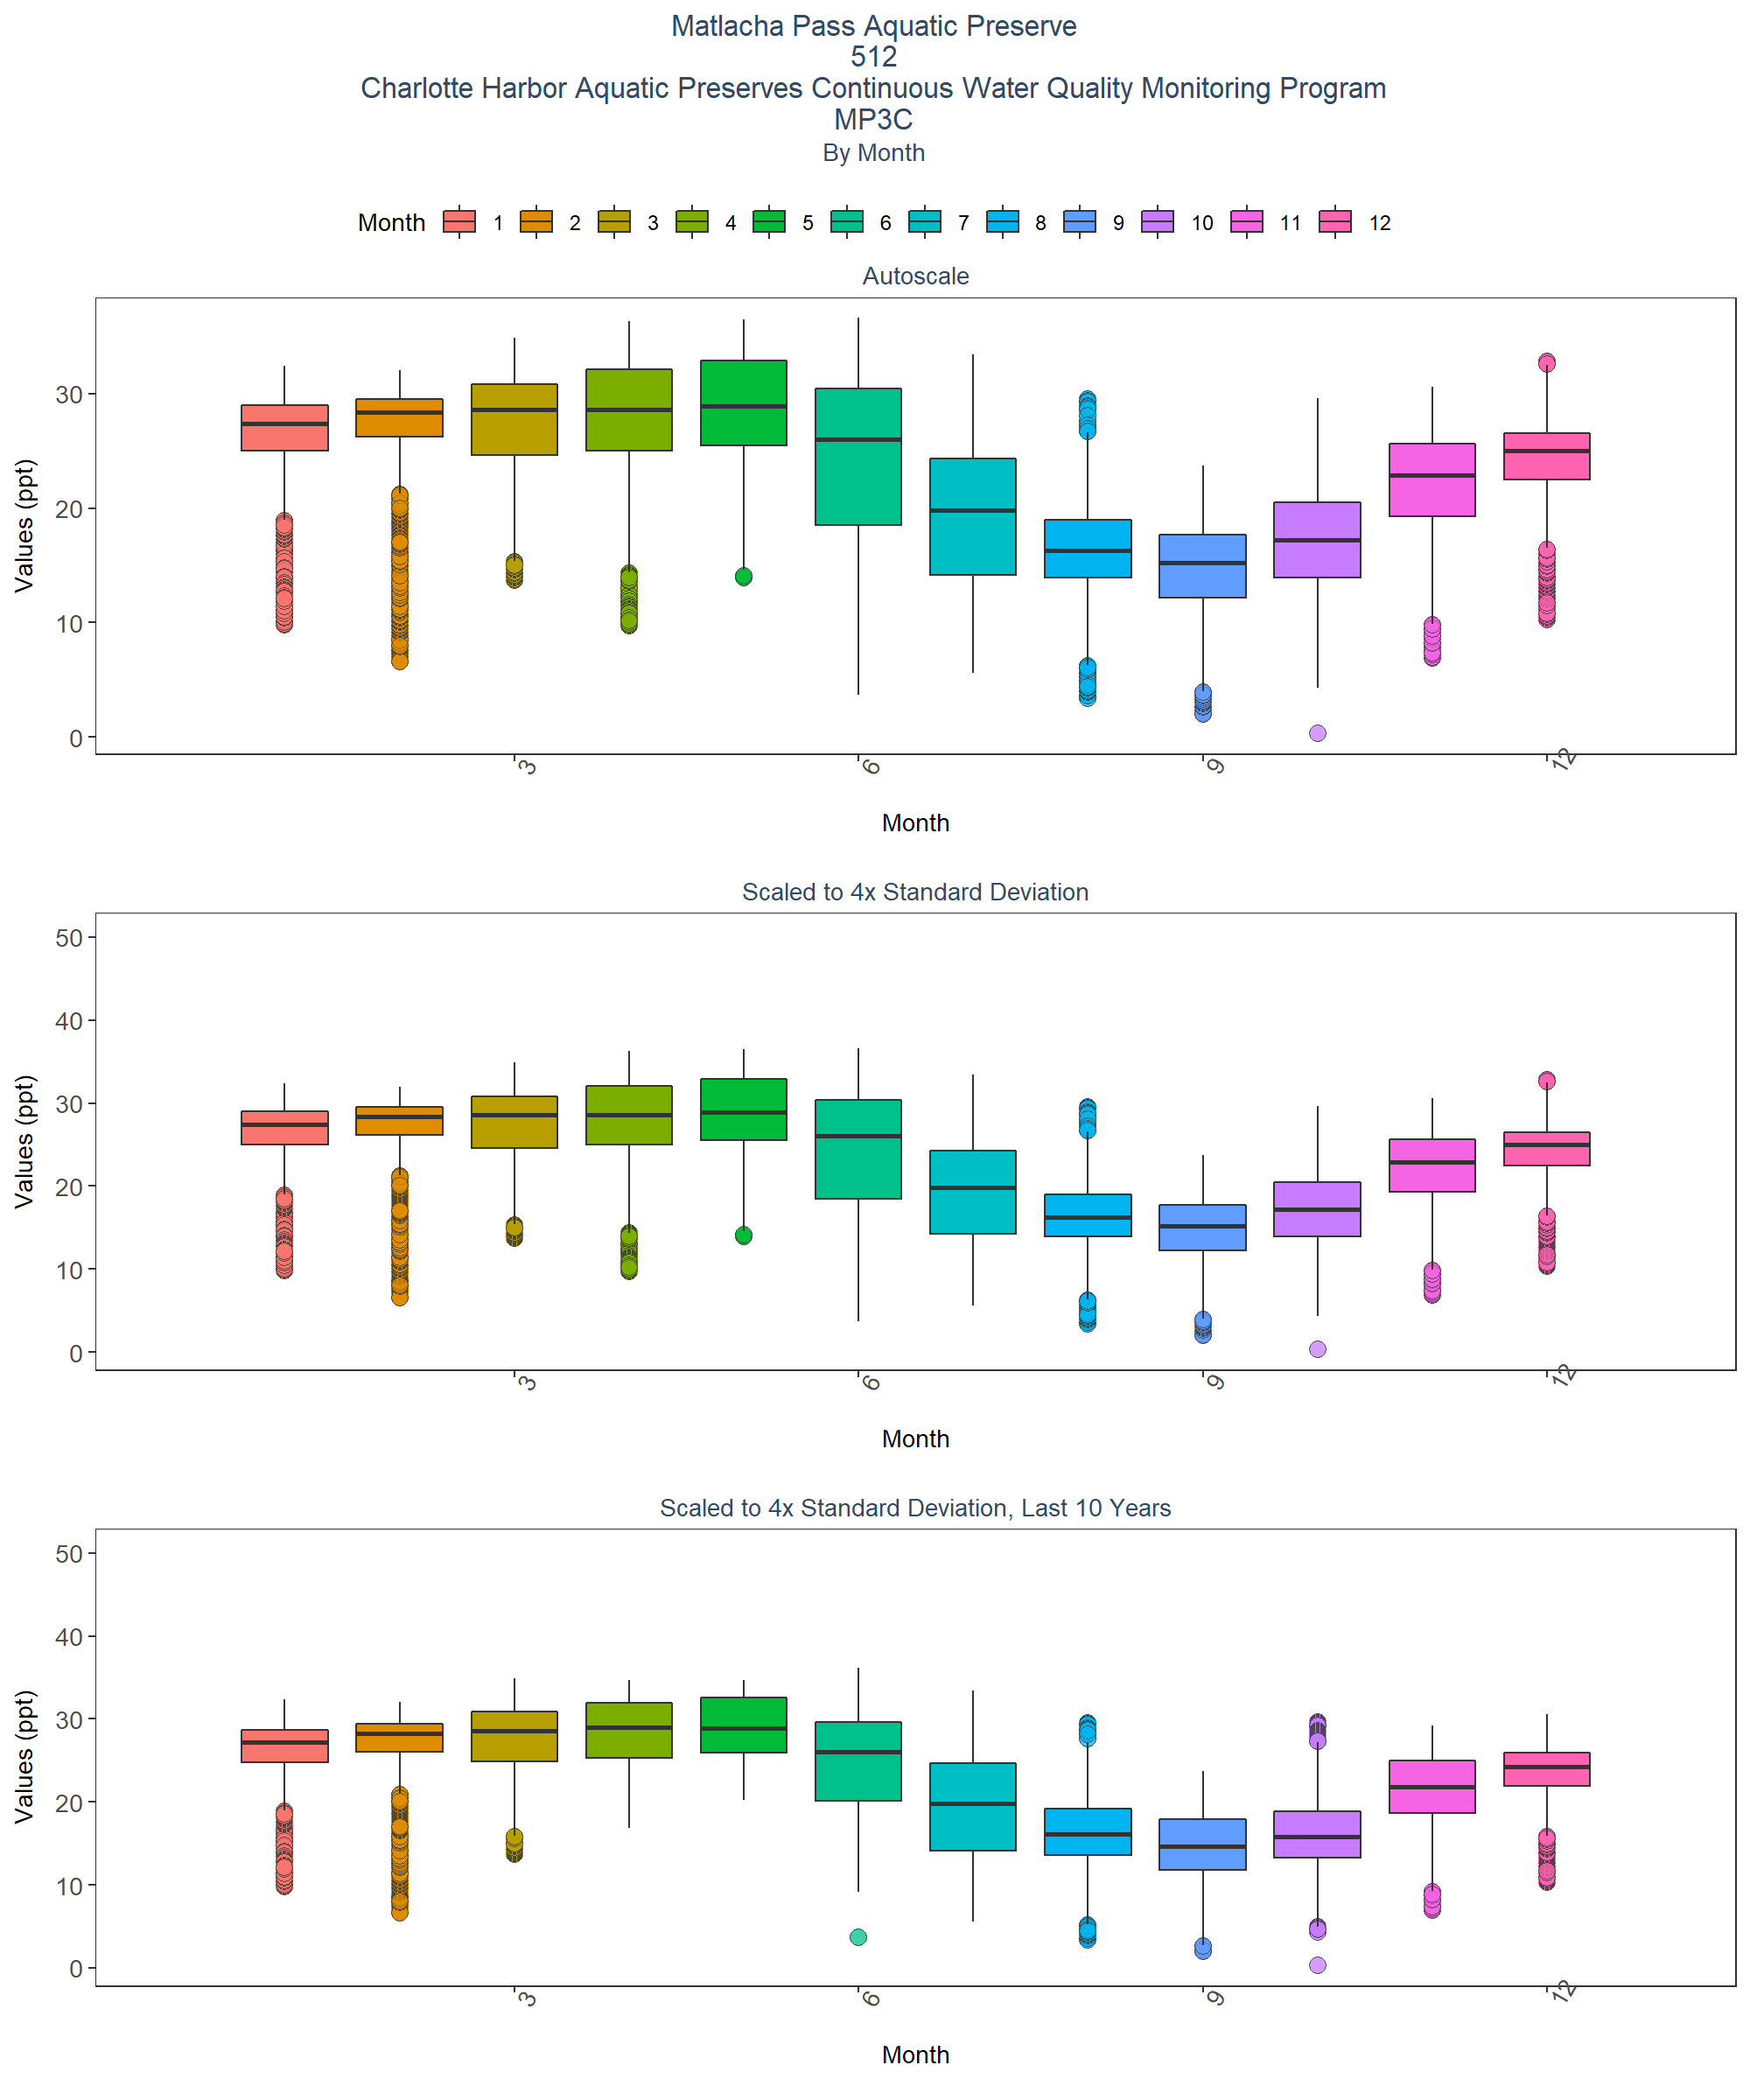 Matlacha Pass Aquatic Preserve
512
Charlotte Harbor Aquatic Preserves Continuous Water Quality Monitoring Program
MP3C
By Month
Month 1 2 3 4 5 6 7 8 9 10 11 12
Autoscale
Values (ppt)
30
20
10
0
3 6 9 12
Month
Scaled to 4x Standard Deviation
Values (ppt)
50
40
30
20
10
0
3 6 9 12
Month
Scaled to 4x Standard Deviation, Last 10 Years
Values (ppt)
50
40
30
20
10
0
3 6 9 12
Month